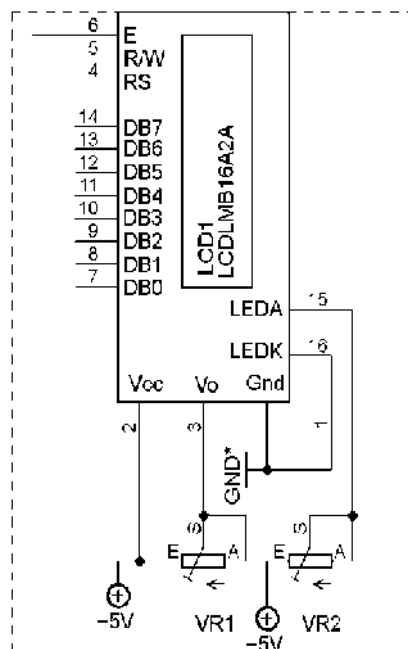 6
E
5
R/W
4
RS
14
DB7
13
DB6
12
DB5
11
DB4
10
DB3
9
DB2
8
DB1
7
DB0
LCD1
LCDLMB16A2A
LEDA
15
LEDK
16
Vcc
Vo
Gnd
2
3
1
GND*
S
S
E
A
E
A
−5V
VR1
−5V
VR2